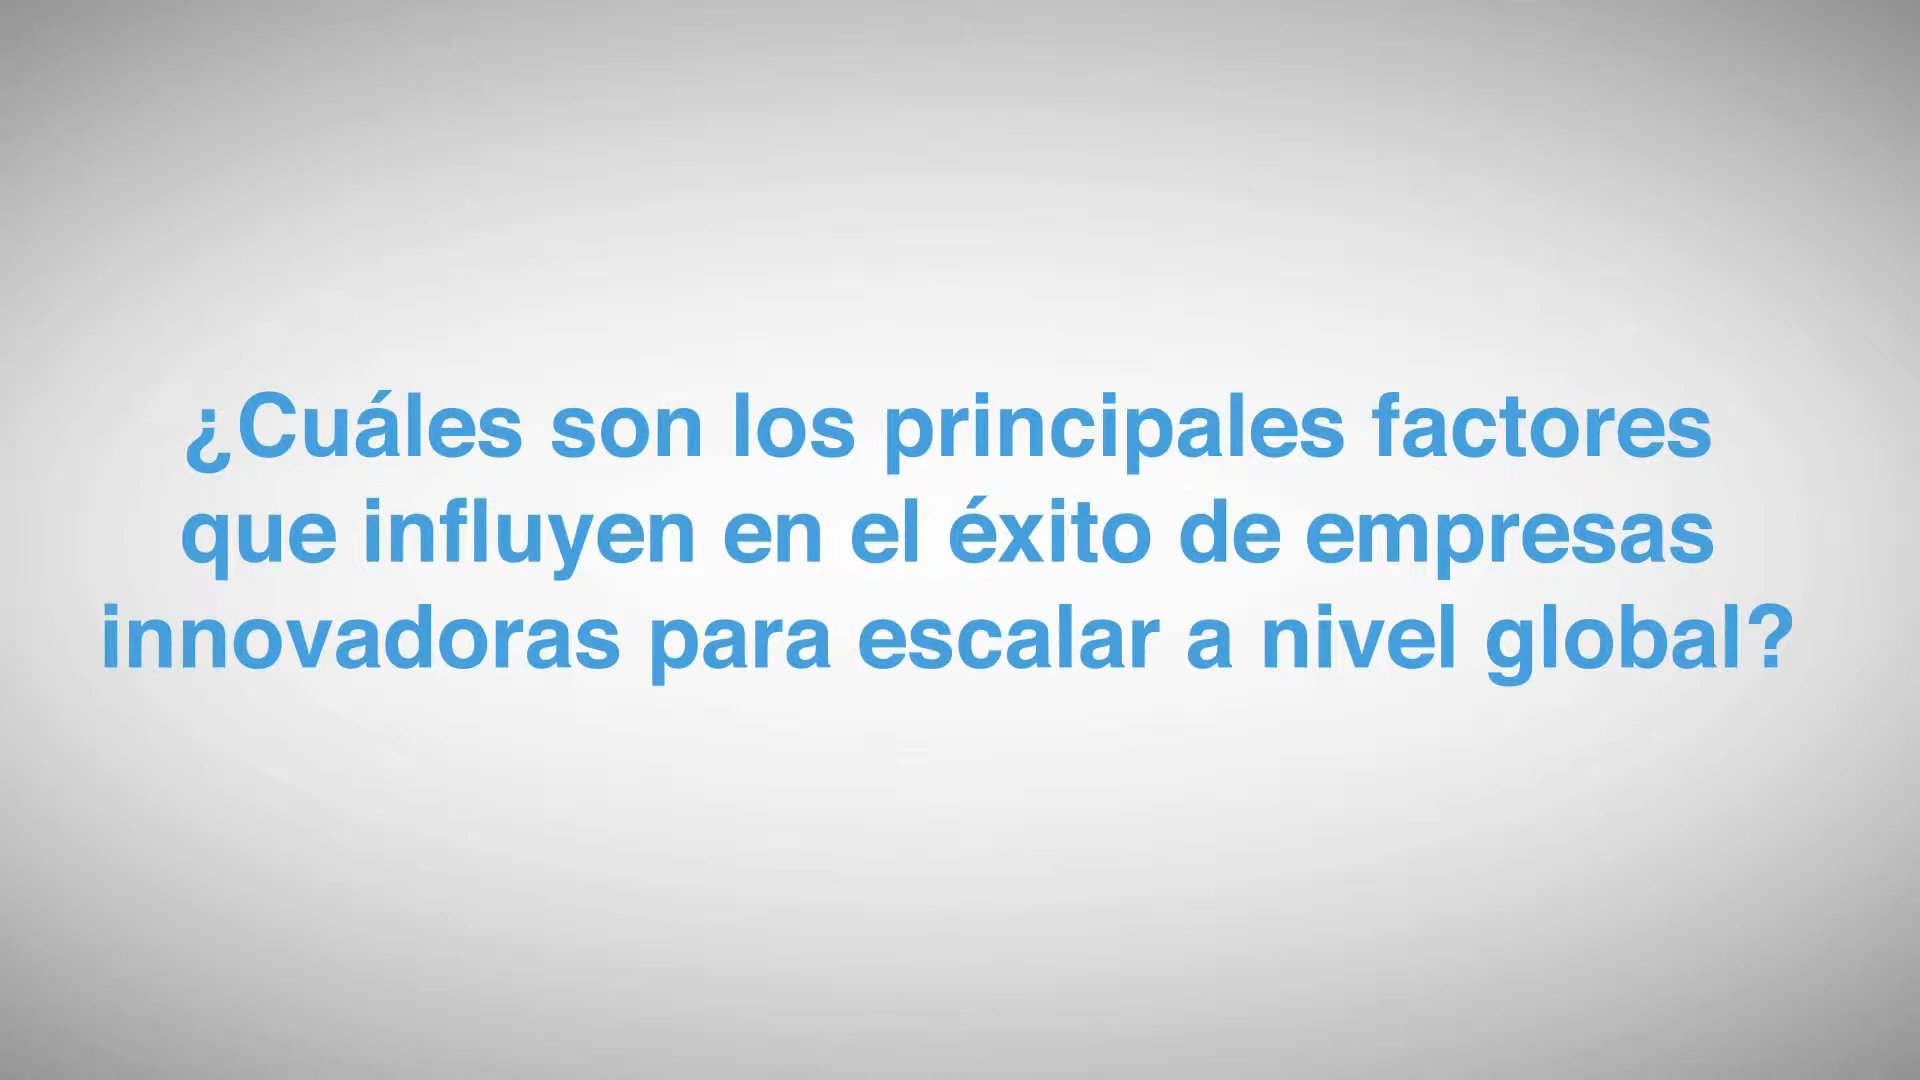 ¿Cuáles son los principales factores
que influyen en el éxito de empresas
innovadoras para escalar a nivel global?